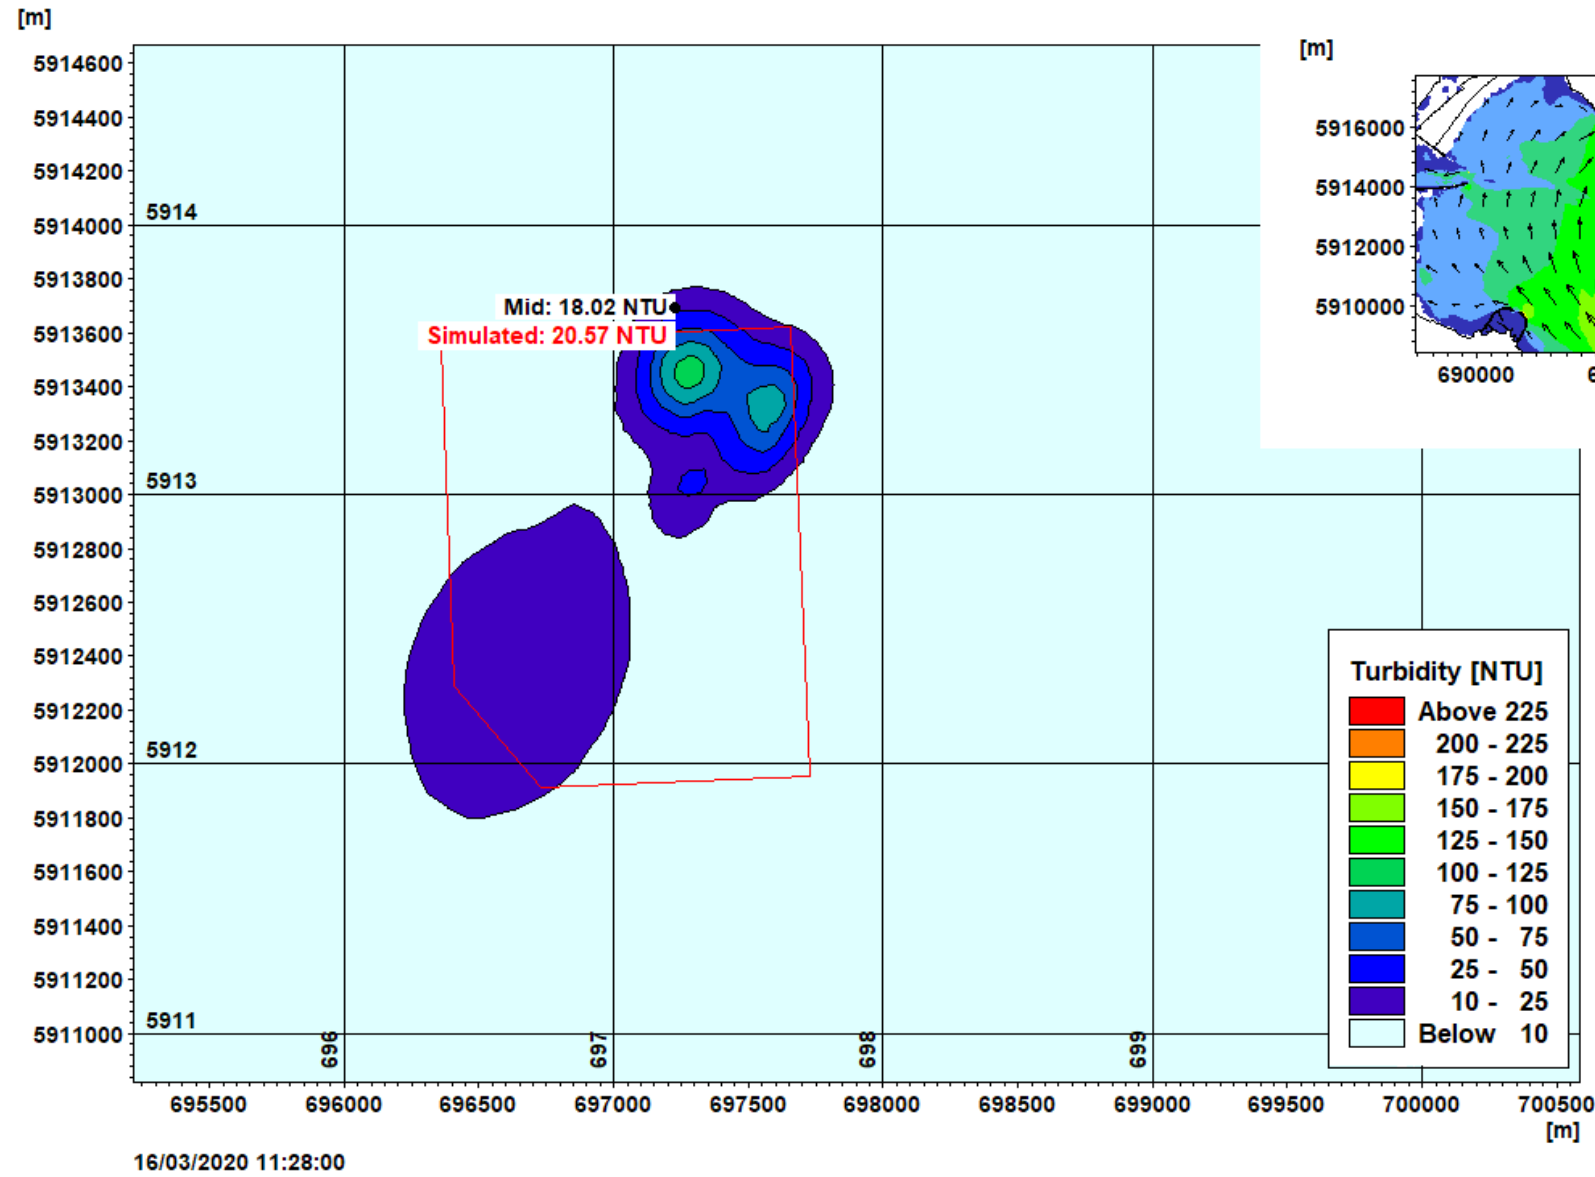 [m]
5914600
5914400
5914200
5914000
5913800
5913600
5913400
5913200
5913000
5912800
5912600
5912400
5912200
5912000
5911800
5911600
5911400
5911200
5911000
5914
5913
5912
5911
Mid: 18.02 NTU
Simulated: 20.57 NTU
696
697
698
699
695500 696000 696500 697000 697500 698000 698500 699000 699500 700000 700500
[m]
16/03/2020 11:28:00
[m]
5916000
5914000
5912000
5910000
690000 6
Turbidity [NTU]
Above 225
200 - 225
175 - 200
150 - 175
125 - 150
100 - 125
75 - 100
50 - 75
25 - 50
10 - 25
Below 10